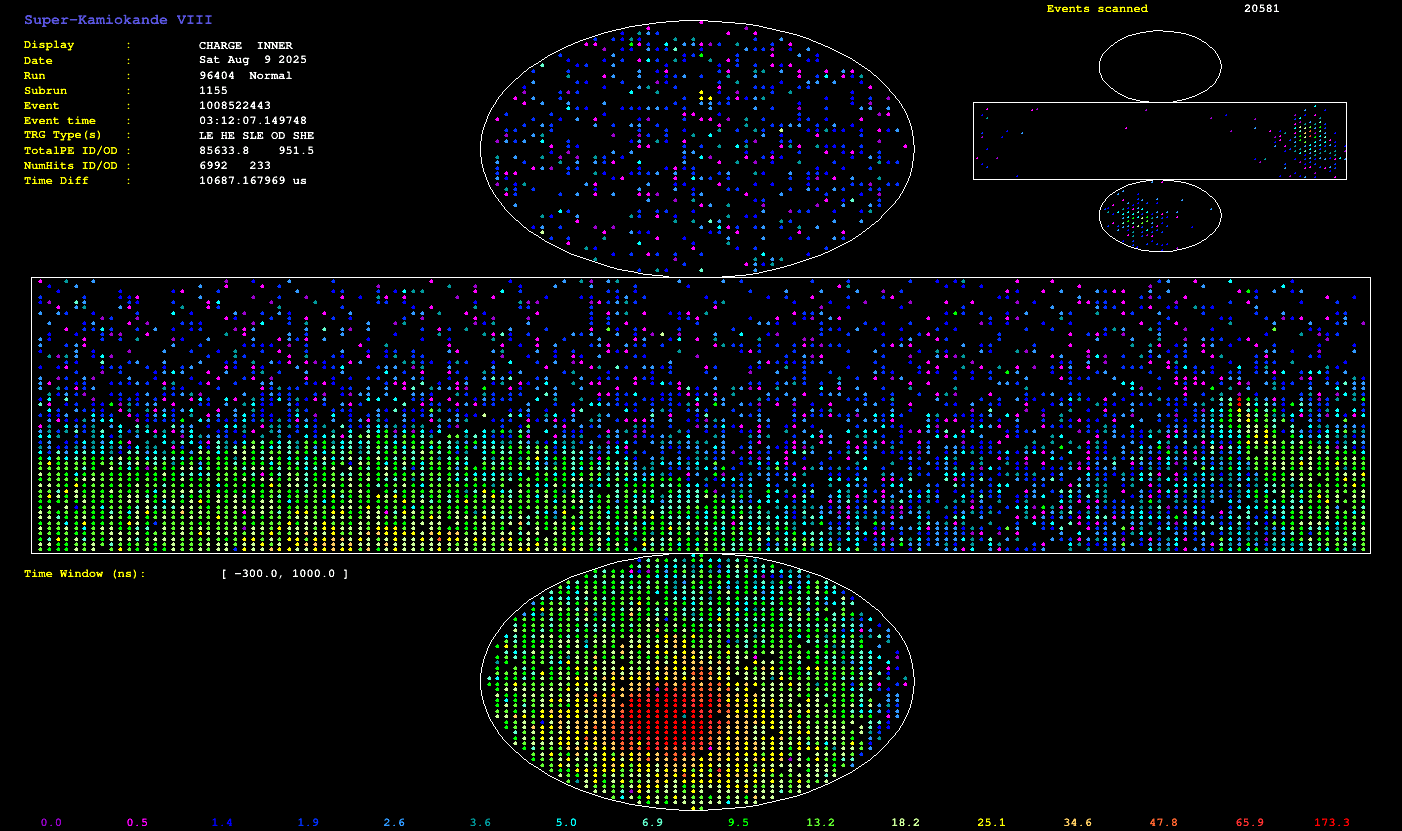 Super-Kamiokande VIII
Display : CHARGE INNER
Date : Sat Aug 9 2025
Run : 96404 Normal
Subrun : 1155
Event : 1008522443
Event time : 03:12:07.149748
TRG Type(s) : LE HE SLE OD SHE
TotalPE ID/OD : 85633.8 951.5
NumHits ID/OD : 6992 233
Time Diff : 10687.167969 us
Events scanned 20581
Time Window (ns): [ -300.0, 1000.0 ]
0.0 0.5 1.4 1.9 2.6 3.6 5.0 6.9 9.5 13.2 18.2 25.1 34.6 47.8 65.9 173.3